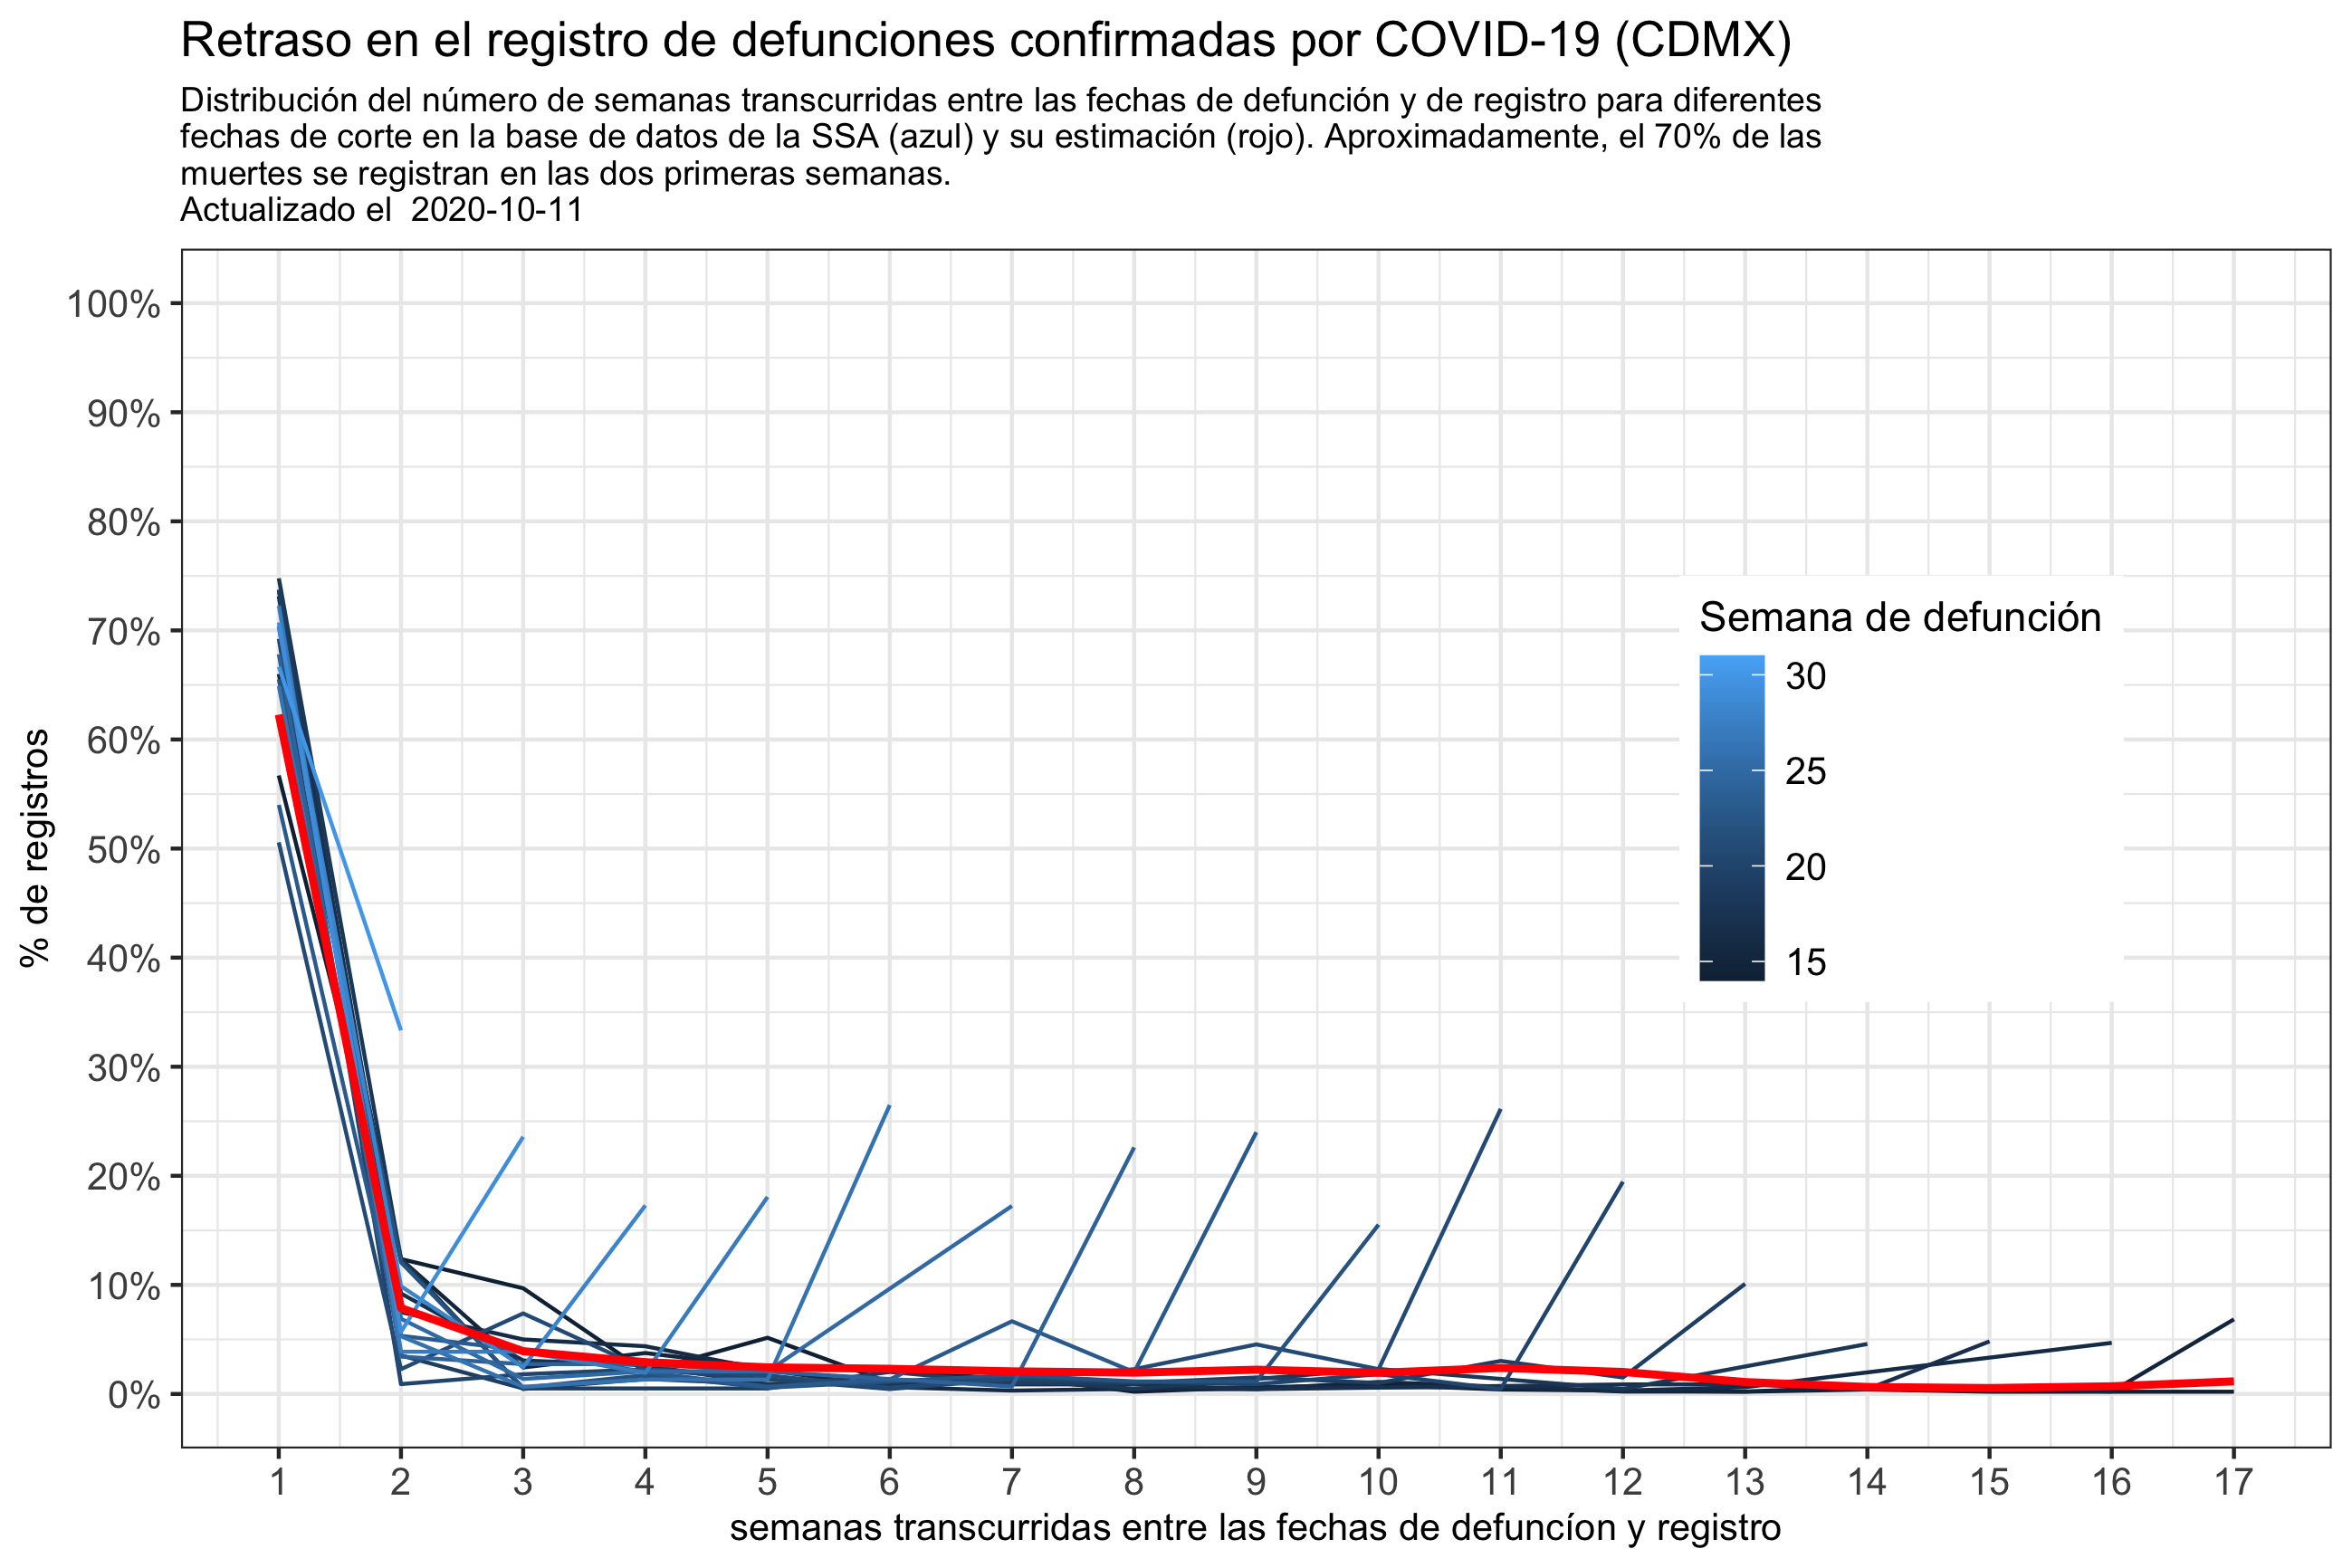 Retraso en el registro de defunciones confirmadas por COVID-19 (CDMX)
Distribución del número de semanas transcurridas entre las fechas de defunción y de registro para diferentes
fechas de corte en la base de datos de la SSA (azul) y su estimación (rojo). Aproximadamente, el 70% de las
muertes se registran en las dos primeras semanas.
Actualizado el  2020-10-11
100%
90%
80%
70%
60%
50%
40%
30%
20%
10%
0%
% de registros
Semana de defunción
30
25
20
15
1 2 3 4 5 6 7 8 9 10 11 12 13 14 15 16 17
semanas transcurridas entre las fechas de defuncíon y registro